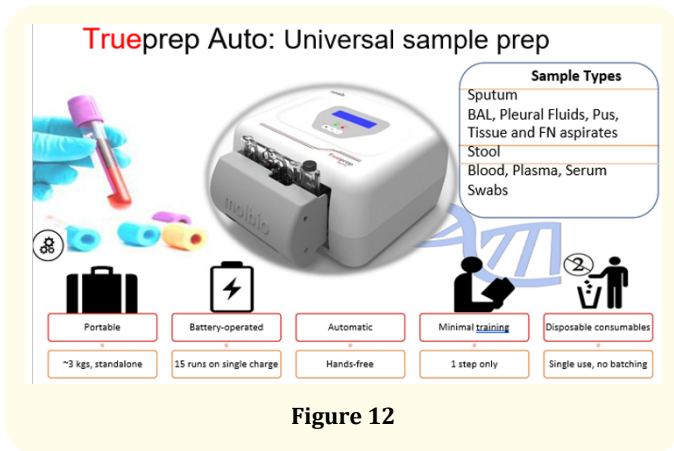 Trueprep Auto: Universal sample prep
Sample Types
Sputum
BAL, Pleural Fluids, Pus,
Tissue and FN aspirates
Stool
Blood, Plasma, Serum
Swabs
Trueprep
molbio
2
Portable
Battery-operated
Automatic
Minimal training
Disposable consumables
~3 kgs, standalone
15 runs on single charge
Hands-free
1 step only
Single use, no batching
Figure 12